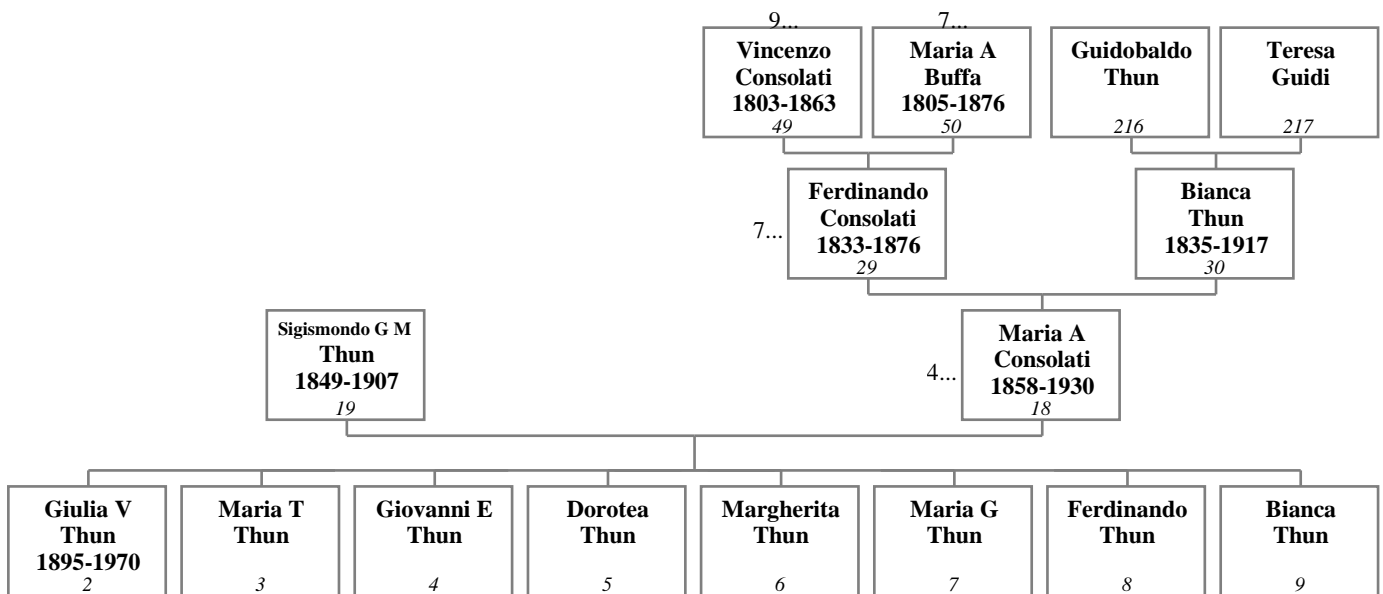 9... 7...
Vincenzo
Consolati
1803-1863
49
Maria A
Buffa
1805-1876
50
Guidobaldo
Thun
216
Teresa
Guidi
217
7...
Ferdinando
Consolati
1833-1876
29
Bianca
Thun
1835-1917
30
Sigismondo G M
Thun
1849-1907
19
4...
Maria A
Consolati
1858-1930
18
Giulia V
Thun
1895-1970
2
Maria T
Thun
3
Giovanni E
Thun
4
Dorotea
Thun
5
Margherita
Thun
6
Maria G
Thun
7
Ferdinando
Thun
8
Bianca
Thun
9